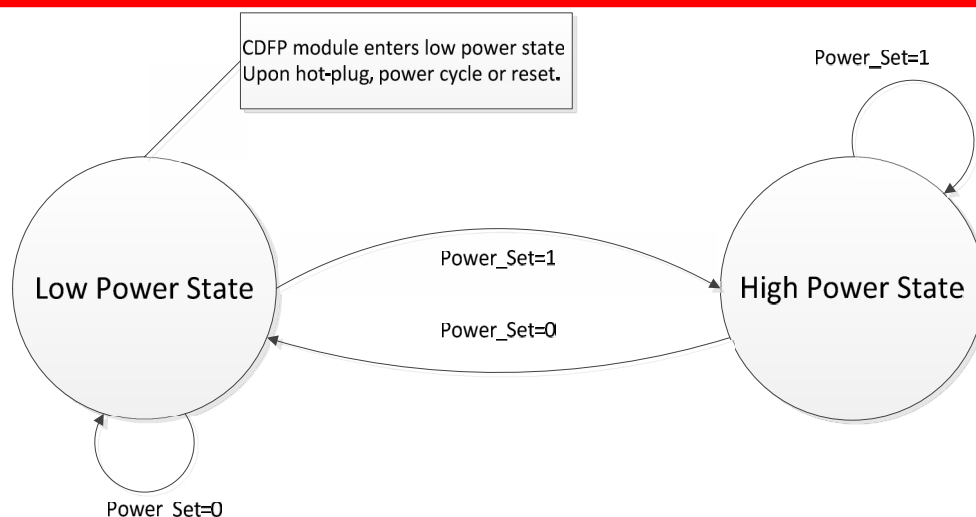 CDFP module enters low power state
Upon hot-plug, power cycle or reset.
Power_Set=1
Low Power State
Power_Set=1
High Power State
Power_Set=0
Power_Set=0